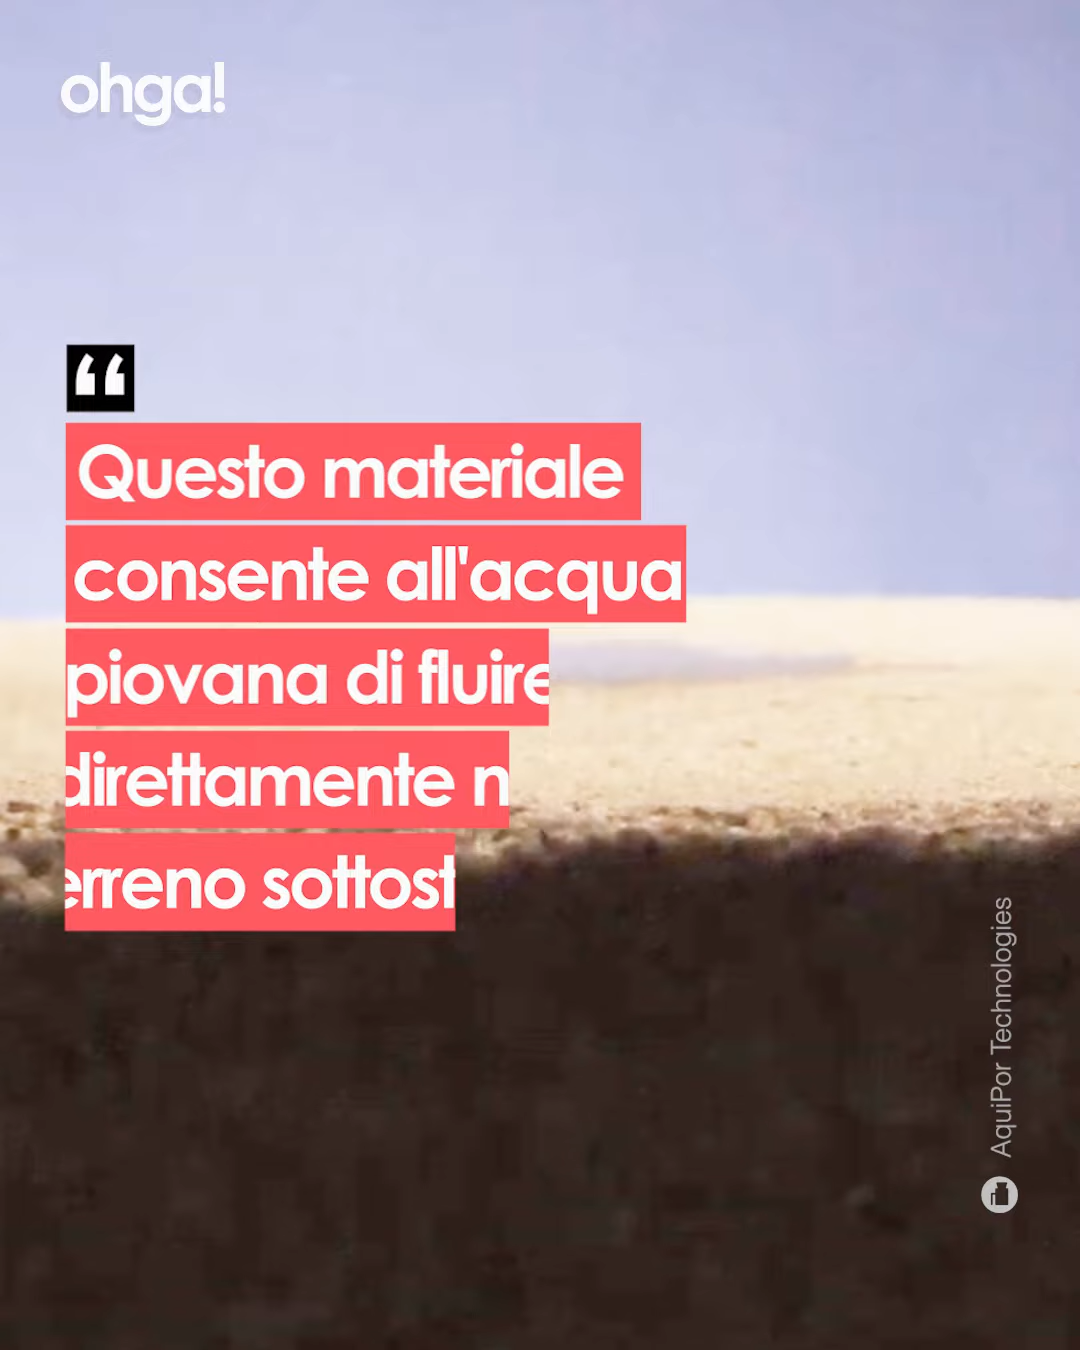 ohga!
“
Questo materiale
consente all'acqua
piovana di fluire
direttamente n
erreno sottost
AquiPor Technologies